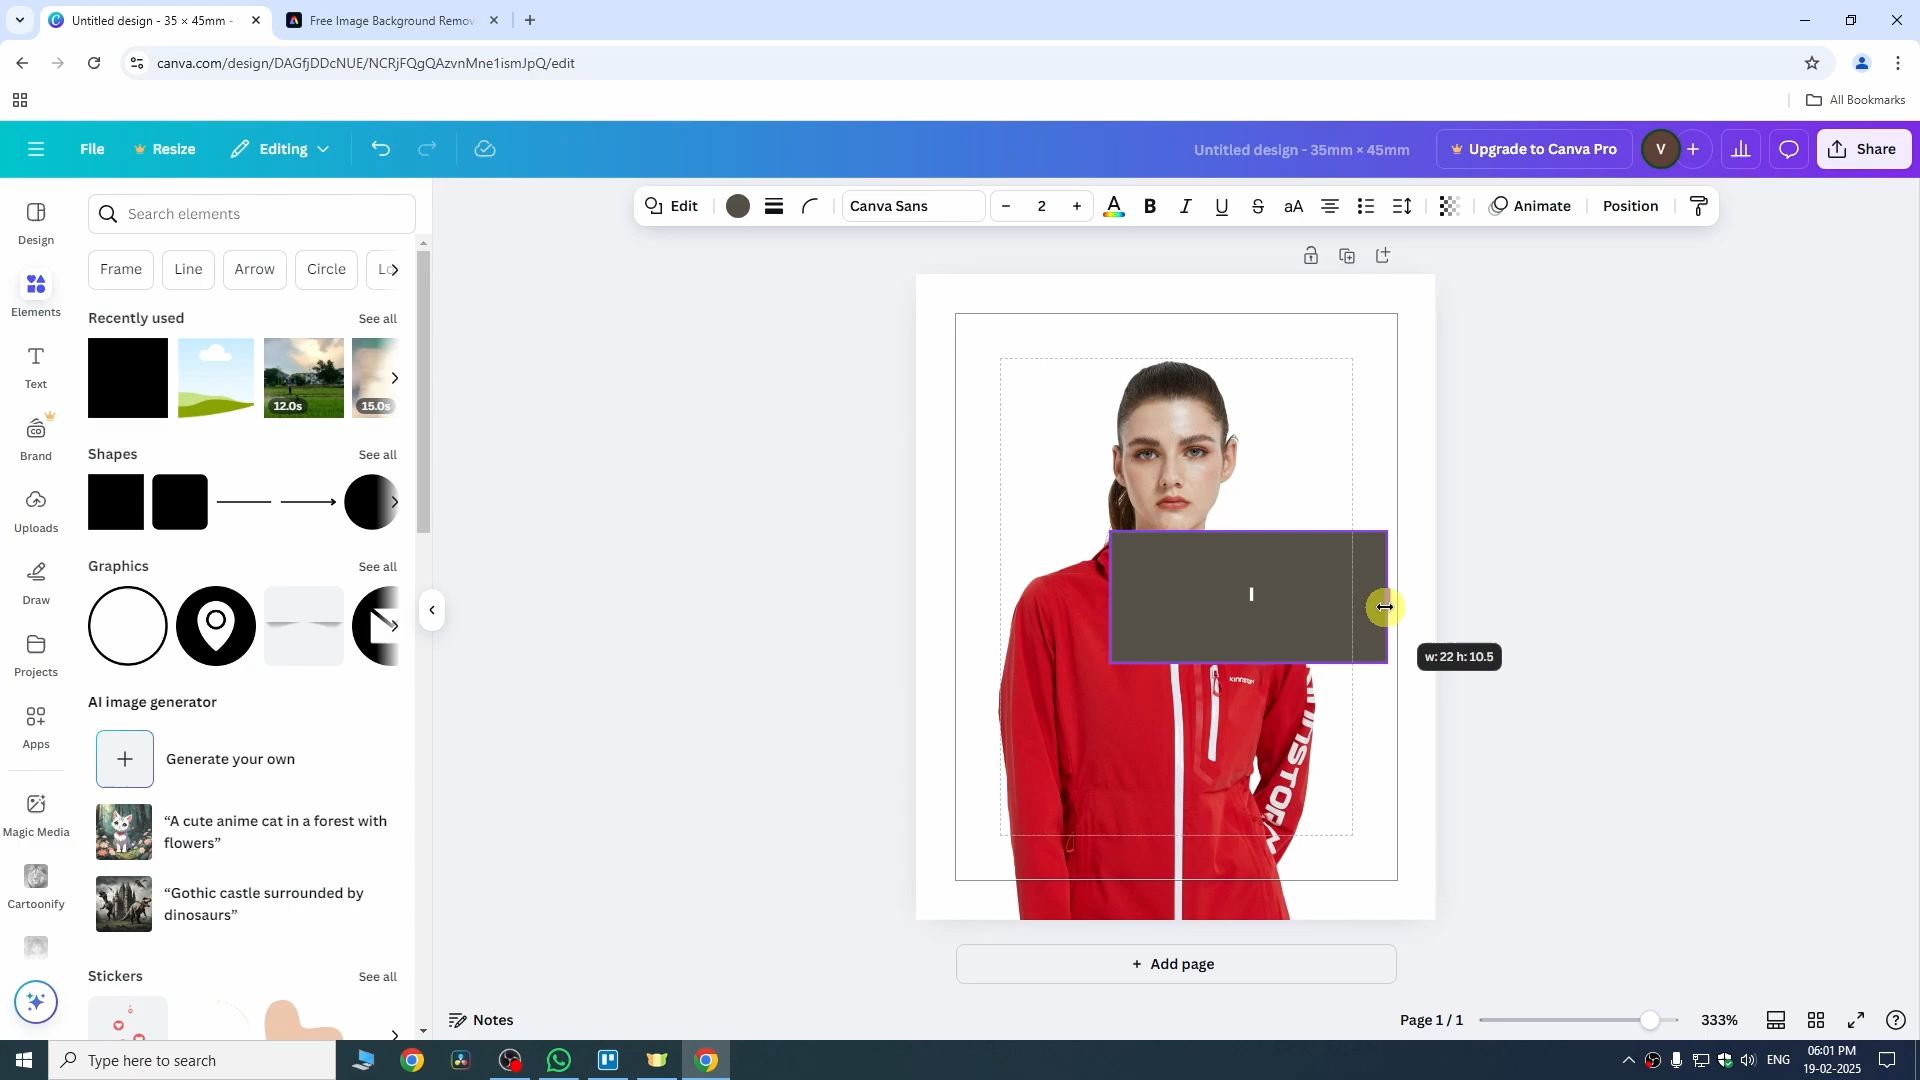 Untitled design - 35 × 45mm -
Free Image Background Remov
canva.com/design/DAGfjDDcNUE/NCRjFQgQAzvnMne1ismJpQ/edit
All Bookmarks
File
Resize
Editing
Untitled design - 35mm × 45mm
Upgrade to Canva Pro
V
Share
Search elements
Edit
Canva Sans
2
A
B
I
U
S
aA
Animate
Position
Design
Elements
Text
Brand
Uploads
Draw
Projects
Apps
Magic Media
Cartoonify
Frame
Line
Arrow
Circle
Recently used
See all
12.0s
15.0s
Shapes
See all
Graphics
See all
AI image generator
Generate your own
“A cute anime cat in a forest with flowers”
“Gothic castle surrounded by dinosaurs”
Stickers
See all
w: 22 h: 10.5
KINNSTORM
+ Add page
Notes
Page 1 / 1
333%
Type here to search
ENG
06:01 PM
19-02-2025